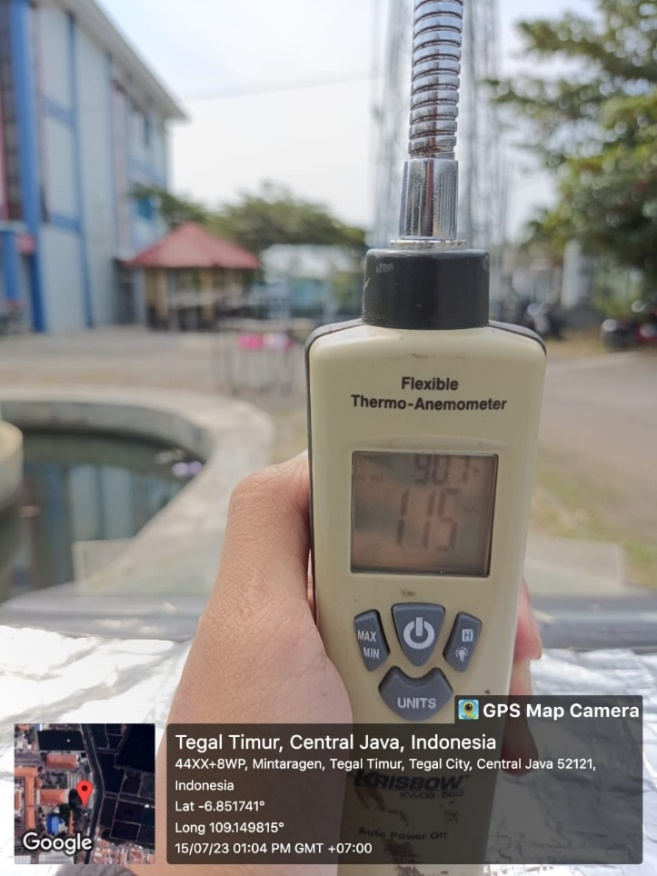 Flexible
Thermo-Anemometer
90.1
1.15
MAX
MIN
H
UNITS
GPS Map Camera
Tegal Timur, Central Java, Indonesia
44XX+8WP, Mintaragen, Tegal Timur, Tegal City, Central Java 52121,
Indonesia
Lat -6.851741°
Long 109.149815°
15/07/23 01:04 PM GMT +07:00
Google
KRISBOW
Auto Power Off